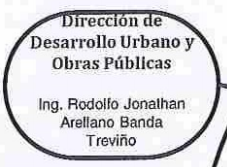 Dirección de
Desarrollo Urbano y
Obras Públicas
Ing. Rodolfo Jonathan
Arellano Banda
Treviño